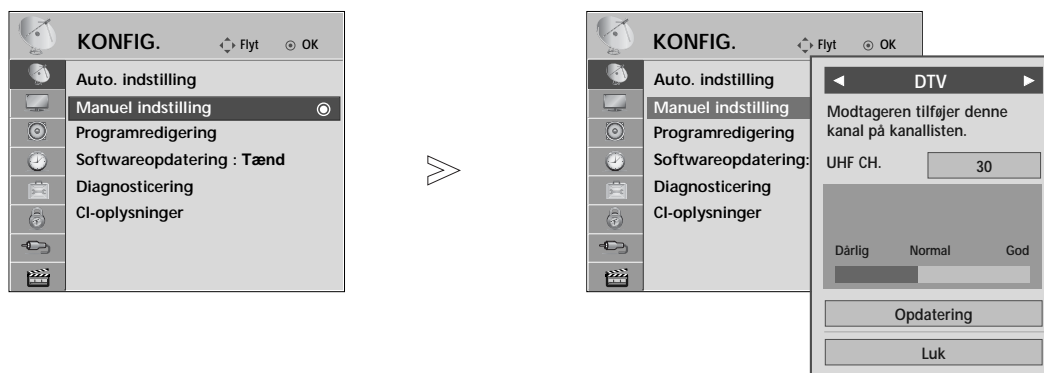 KONFIG.
Flyt
OK
Auto. indstilling
Manuel indstilling
Programredigering
Softwareopdatering : Tænd
Diagnosticering
CI-oplysninger
KONFIG.
Flyt
OK
Auto. indstilling
Manuel indstilling
Programredigering
Softwareopdatering:
Diagnosticering
CI-oplysninger
DTV
Modtageren tilføjer denne
kanal på kanallisten.
UHF CH. 30
Dårlig Normal God
Opdatering
Luk